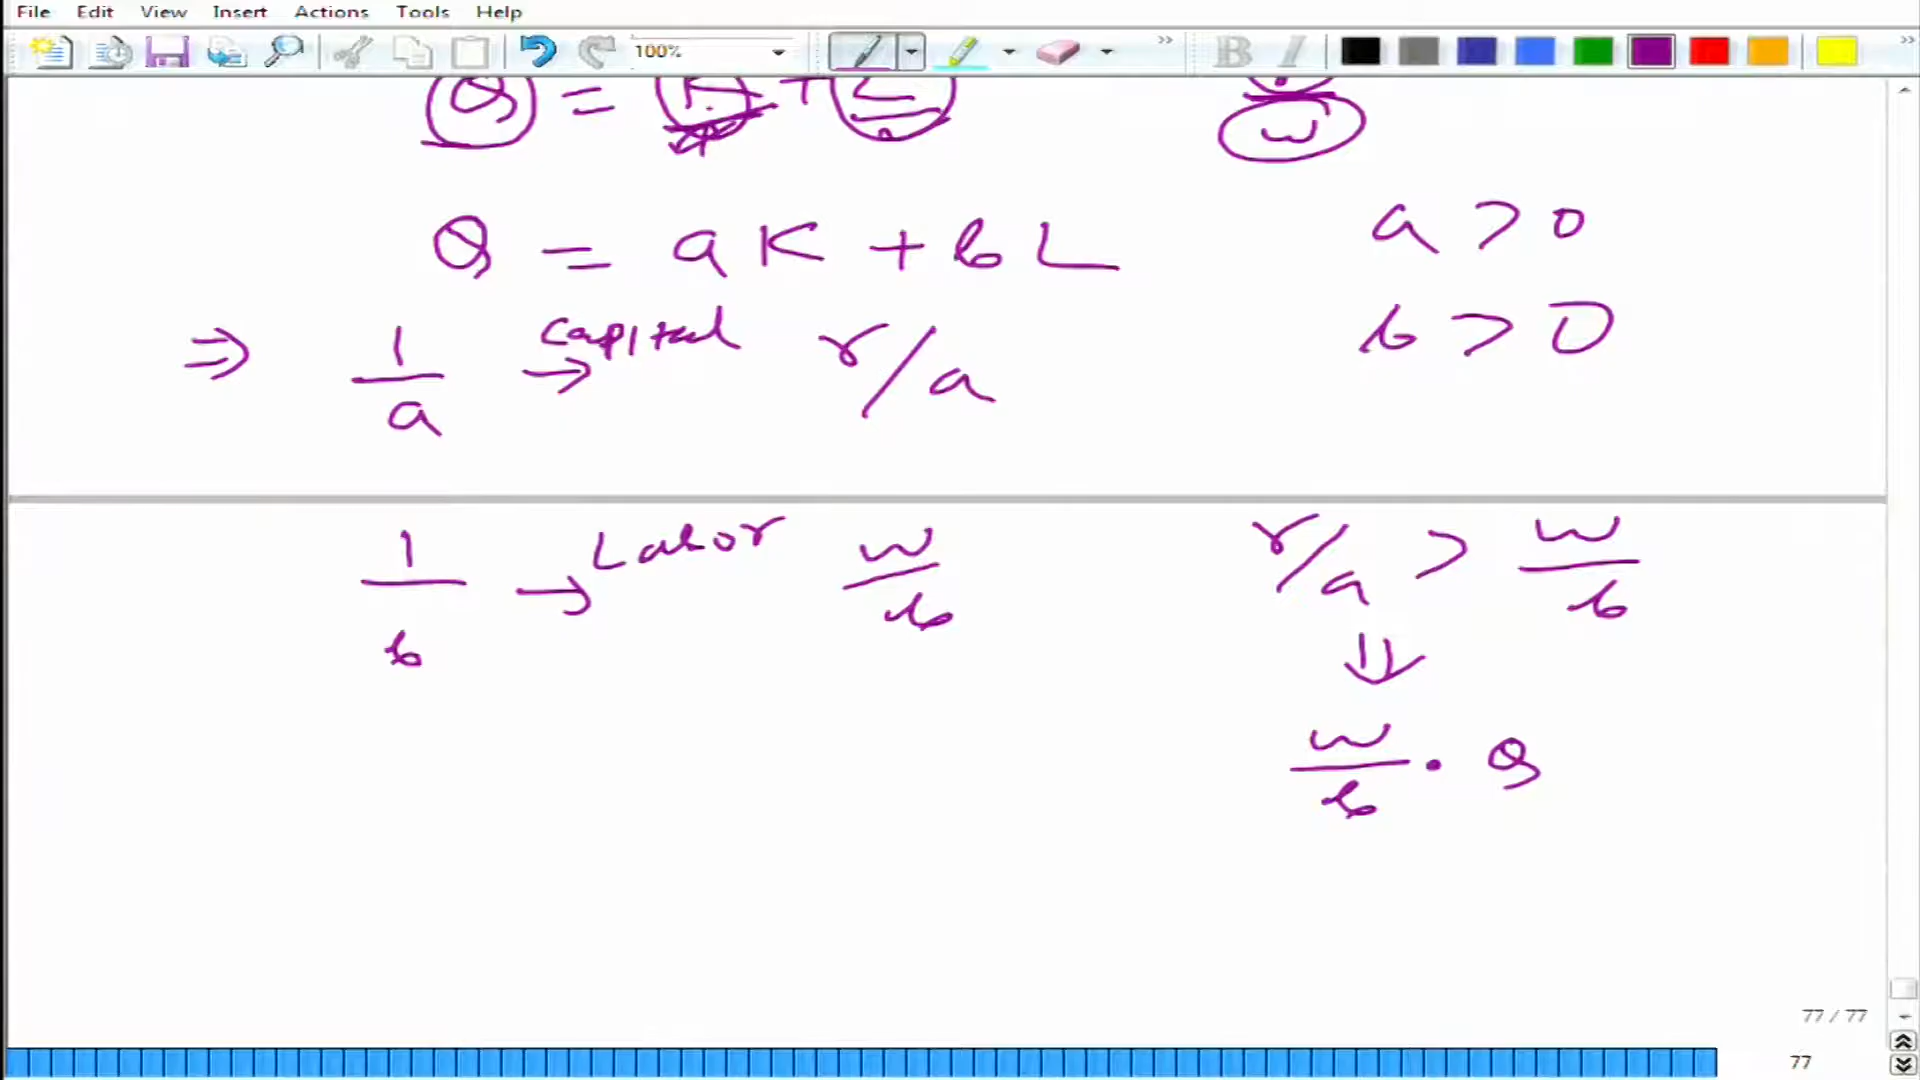 File Edit View Insert Actions Tools Help
100%
Q = K + L
w
Q = aK + bL
a > 0
b > 0
⇒ 1/a → capital r/a
1/b → Labor w/b
r/a > w/b
⇓
w/b . Q
77 / 77
77